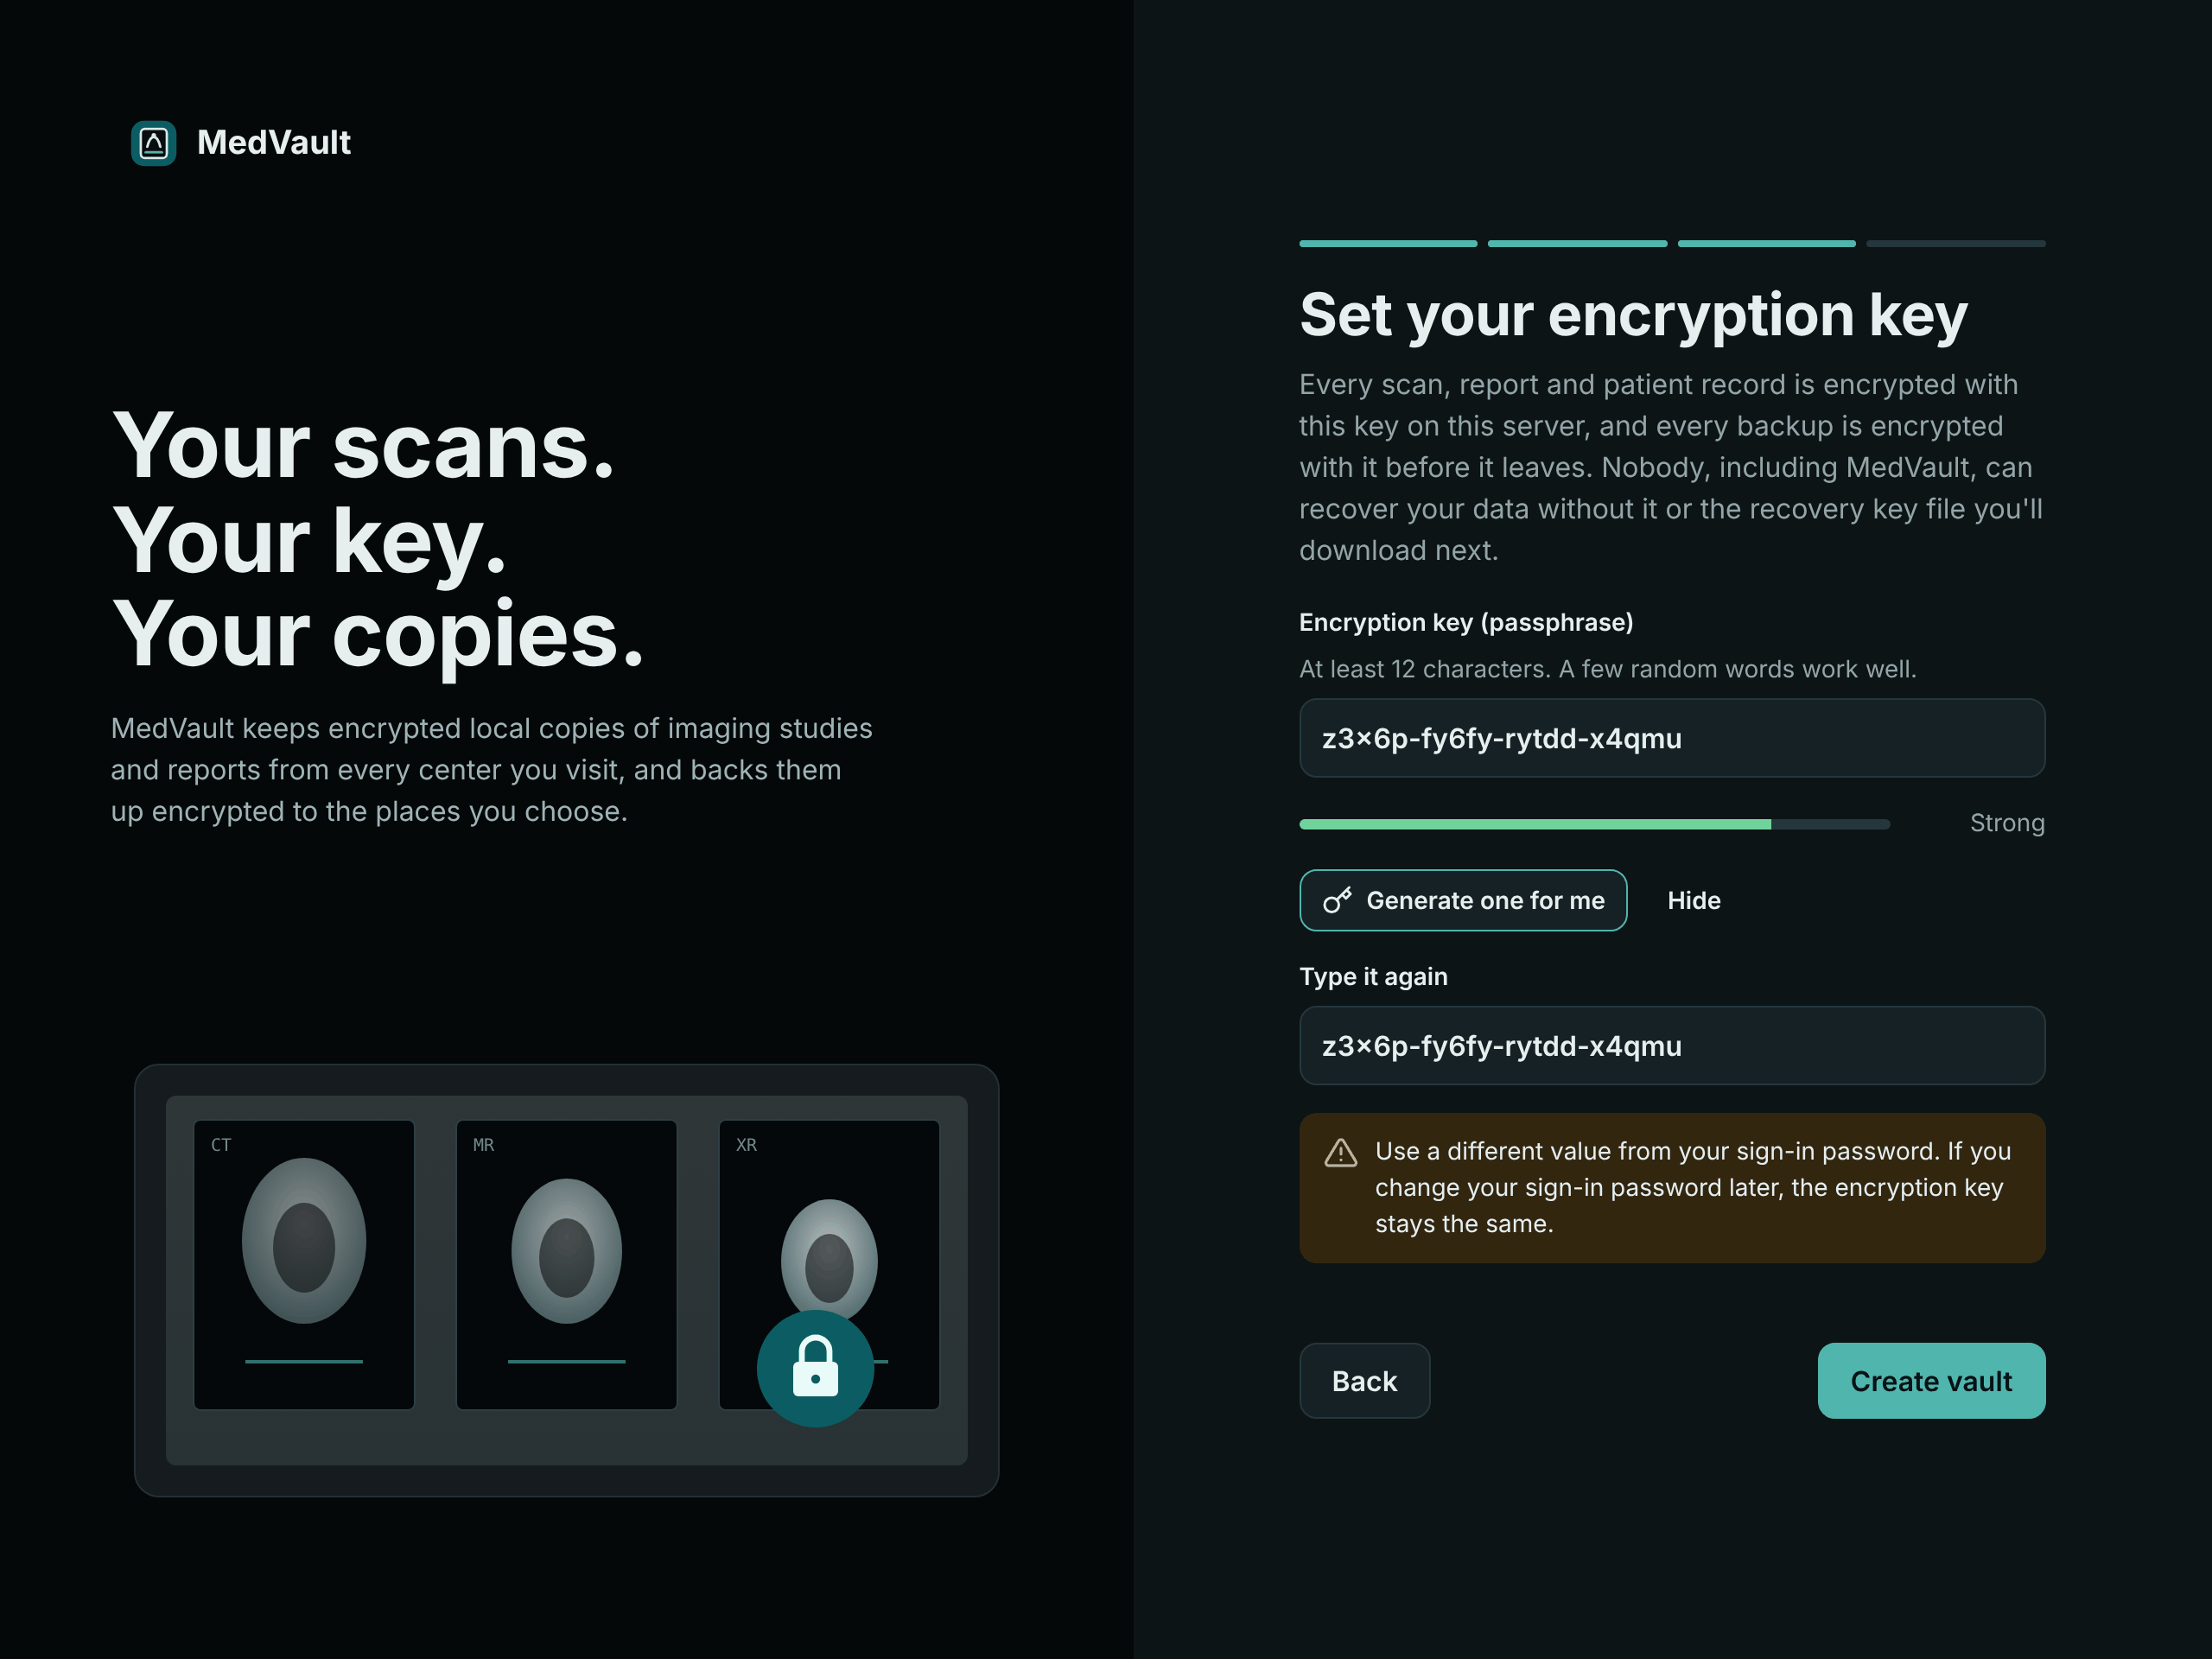 MedVault
Your scans.
Your key.
Your copies.
MedVault keeps encrypted local copies of imaging studies
and reports from every center you visit, and backs them
up encrypted to the places you choose.
CT
MR
XR
Set your encryption key
Every scan, report and patient record is encrypted with
this key on this server, and every backup is encrypted
with it before it leaves. Nobody, including MedVault, can
recover your data without it or the recovery key file you'll
download next.
Encryption key (passphrase)
At least 12 characters. A few random words work well.
z3×6p-fy6fy-rytdd-x4qmu
Strong
Generate one for me
Hide
Type it again
z3×6p-fy6fy-rytdd-x4qmu
Use a different value from your sign-in password. If you
change your sign-in password later, the encryption key
stays the same.
Back
Create vault